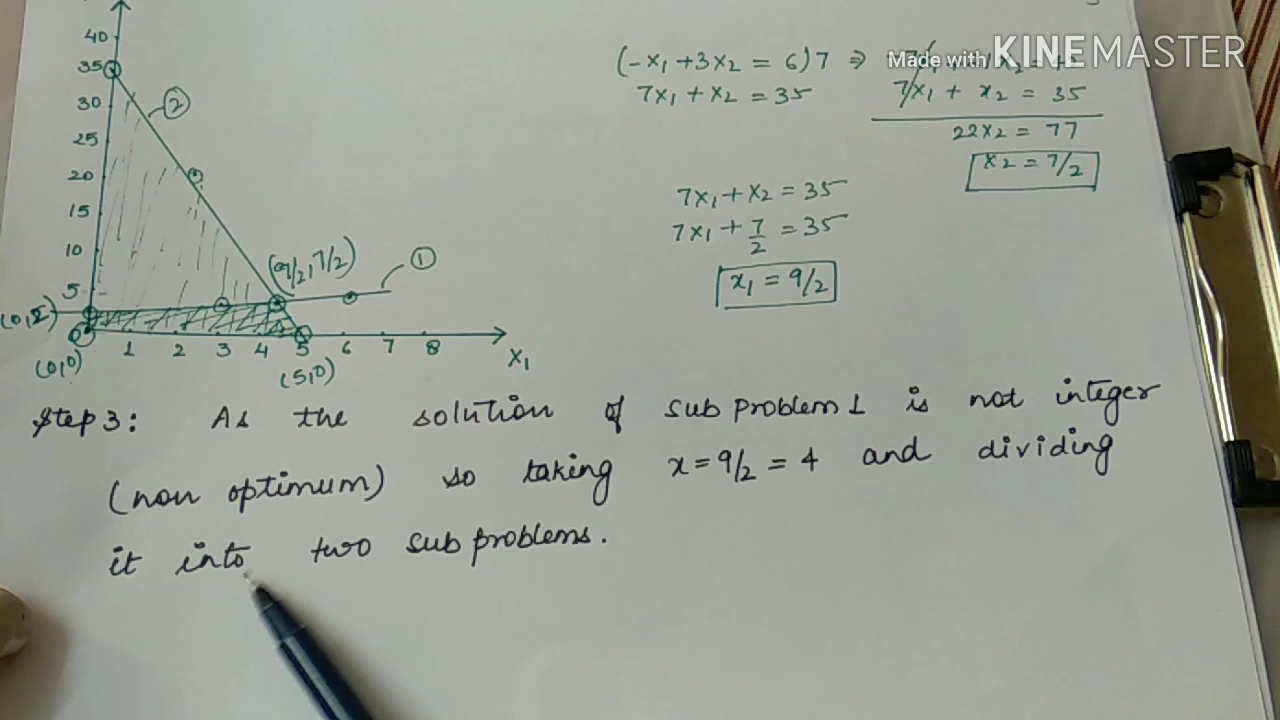 40
35
30
25
20
15
10
5
0
②
①
(9/2, 7/2)
(0,2)
(0,0)
1 2 3 4 5 6 7 8
x₁
(5,0)
(-x₁ + 3x₂ = 6)7 ⇒
7x₁ + x₂ = 35
7x₁ + x₂ = 35
22x₂ = 77
x₂ = 7/2
7x₁ + x₂ = 35
7x₁ + 7/2 = 35
x₁ = 9/2
Made with KINEMASTER
Step 3: As the solution of sub problem 1 is not integer
(non optimum) so taking x = 9/2 = 4 and dividing
it into two sub problems.